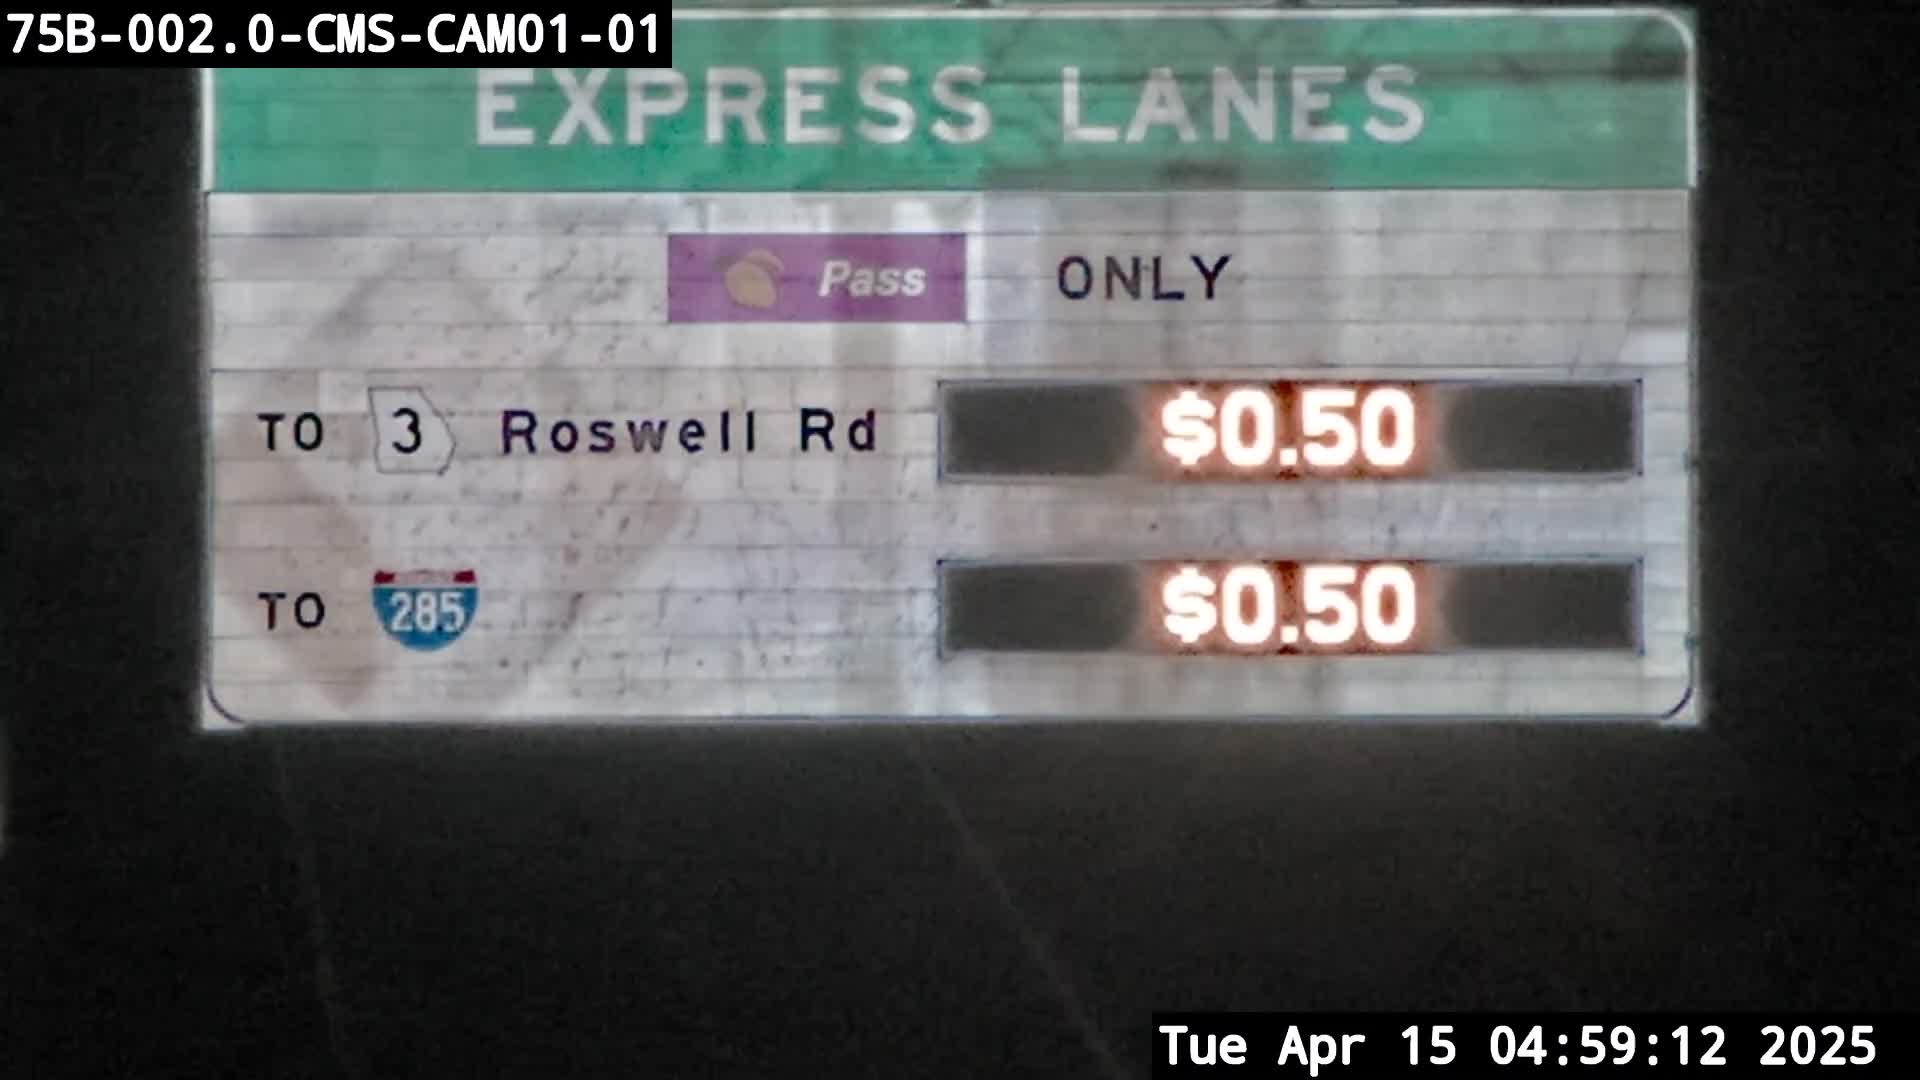 75B-002.0-CMS-CAM01-01
EXPRESS LANES
Pass ONLY
TO 3 Roswell Rd $0.50
TO 285 $0.50
Tue Apr 15 04:59:12 2025